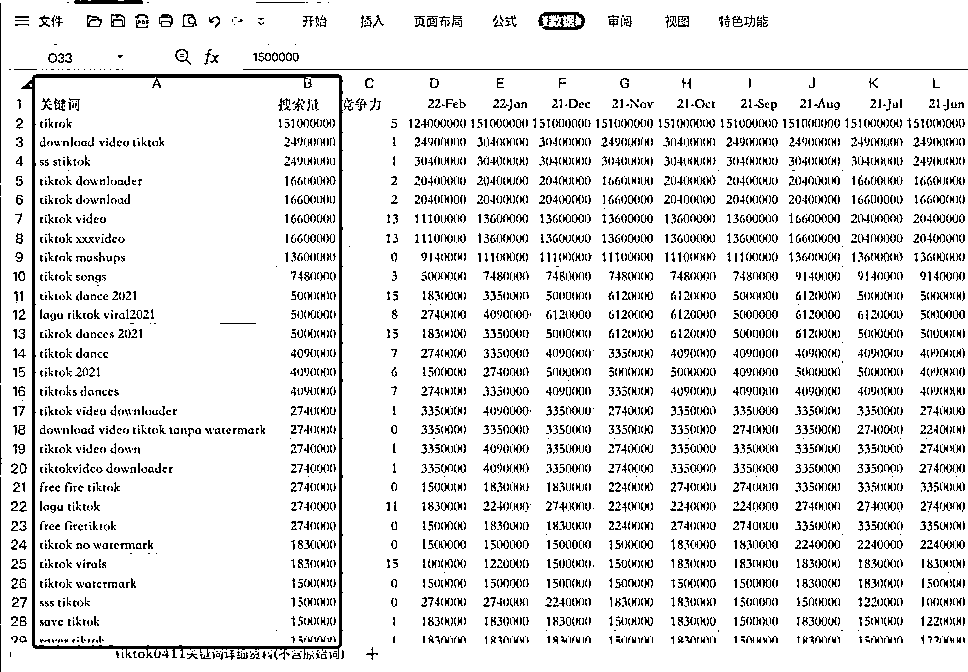 文件 开始 插入 页面布局 公式 数据 审阅 视图 特色功能
O33 fx 1500000
A B C D E F G H I J K L
1 关键词 搜索量 竞争力 22-Feb 22-Jan 21-Dec 21-Nov 21-Oct 21-Sep 21-Aug 21-Jul 21-Jun
2 tiktok 151000000 5 124000000 151000000 151000000 151000000 151000000 151000000 151000000 151000000 151000000
3 download video tiktok 24900000 1 24900000 30400000 30400000 24900000 30400000 24900000 24900000 24900000 24900000
4 ss stiktok 24900000 1 30400000 30400000 30400000 30400000 30400000 30400000 30400000 30400000 24900000
5 tiktok downloader 16600000 2 20400000 20400000 20400000 16600000 20400000 20400000 20400000 16600000 16600000
6 tiktok download 16600000 2 20400000 20400000 20400000 16600000 20400000 20400000 20400000 16600000 16600000
7 tiktok video 16600000 13 11100000 13600000 13600000 13600000 13600000 13600000 16600000 20400000 20400000
8 tiktok xxxvideo 16600000 13 11100000 13600000 13600000 13600000 13600000 13600000 16600000 20400000 20400000
9 tiktok mashups 13600000 0 9140000 11100000 11100000 11100000 11100000 11100000 13600000 13600000 13600000
10 tiktok songs 7480000 3 5000000 7480000 7480000 7480000 7480000 7480000 9140000 9140000 9140000
11 tiktok dance 2021 5000000 15 1830000 3350000 5000000 6120000 6120000 5000000 6120000 5000000 5000000
12 lagu tiktok viral2021 5000000 8 2740000 4090000 6120000 6120000 6120000 5000000 6120000 5000000 5000000
13 tiktok dances 2021 5000000 15 1830000 3350000 5000000 6120000 6120000 5000000 6120000 5000000 5000000
14 tiktok dance 4090000 7 2740000 3350000 4090000 3350000 4090000 4090000 4090000 4090000 4090000
15 tiktok 2021 4090000 6 1500000 2740000 5000000 5000000 5000000 4090000 5000000 5000000 4090000
16 tiktoks dances 4090000 7 2740000 3350000 4090000 3350000 4090000 4090000 4090000 4090000 4090000
17 tiktok video downloader 2740000 1 3350000 4090000 3350000 2740000 3350000 3350000 3350000 3350000 2740000
18 download video tiktok tanpa watermark 2740000 0 3350000 3350000 3350000 3350000 3350000 2740000 3350000 2740000 2240000
19 tiktok video down 2740000 1 3350000 4090000 3350000 2740000 3350000 3350000 3350000 3350000 2740000
20 tiktokvideo downloader 2740000 1 3350000 4090000 3350000 2740000 3350000 3350000 3350000 3350000 2740000
21 free fire tiktok 2740000 0 1500000 1830000 1830000 2240000 2740000 2740000 3350000 3350000 3350000
22 lagu tiktok 2740000 11 1830000 2240000 2740000 2240000 2240000 2240000 2740000 2740000 2740000
23 free firetiktok 2740000 0 1500000 1830000 1830000 2240000 2740000 2740000 3350000 3350000 3350000
24 tiktok no watermark 1830000 0 1500000 1500000 1500000 1500000 1830000 1830000 2240000 2240000 2240000
25 tiktok virals 1830000 15 1000000 1220000 1500000 1500000 1830000 1830000 1830000 1830000 1830000
26 tiktok watermark 1500000 0 1500000 1500000 1500000 1500000 1500000 1500000 1830000 1830000 1500000
27 sss tiktok 1500000 0 2740000 2740000 2240000 1830000 1830000 1500000 1500000 1220000 1000000
28 save tiktok 1500000 1 1830000 1830000 1830000 1500000 1830000 1500000 1830000 1500000 1220000
29 1500000 1 1830000 1830000 1830000 1500000 1830000 1830000 1830000 1500000 1220000
tiktok0411关键词详细资料(不含原始词)